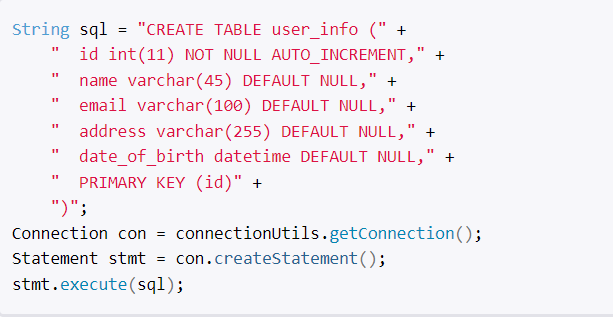 String sql = "CREATE TABLE user_info (" +
    "  id int(11) NOT NULL AUTO_INCREMENT," +
    "  name varchar(45) DEFAULT NULL," +
    "  email varchar(100) DEFAULT NULL," +
    "  address varchar(255) DEFAULT NULL," +
    "  date_of_birth datetime DEFAULT NULL," +
    "  PRIMARY KEY (id)" +
    ")";
Connection con = connectionUtils.getConnection();
Statement stmt = con.createStatement();
stmt.execute(sql);